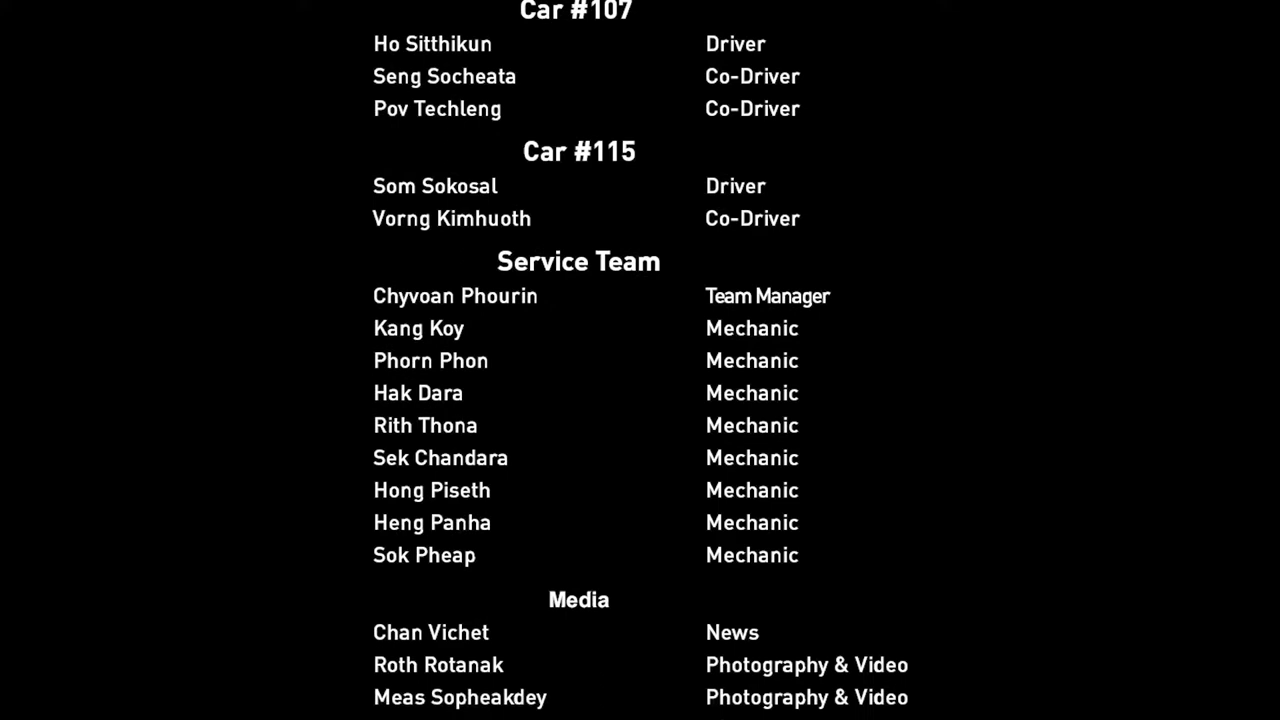 Car #107
Ho Sitthikun Driver
Seng Socheata Co-Driver
Pov Techleng Co-Driver
Car #115
Som Sokosal Driver
Vorng Kimhuoth Co-Driver
Service Team
Chyvoan Phourin Team Manager
Kang Koy Mechanic
Phorn Phon Mechanic
Hak Dara Mechanic
Rith Thona Mechanic
Sek Chandara Mechanic
Hong Piseth Mechanic
Heng Panha Mechanic
Sok Pheap Mechanic
Media
Chan Vichet News
Roth Rotanak Photography & Video
Meas Sopheakdey Photography & Video